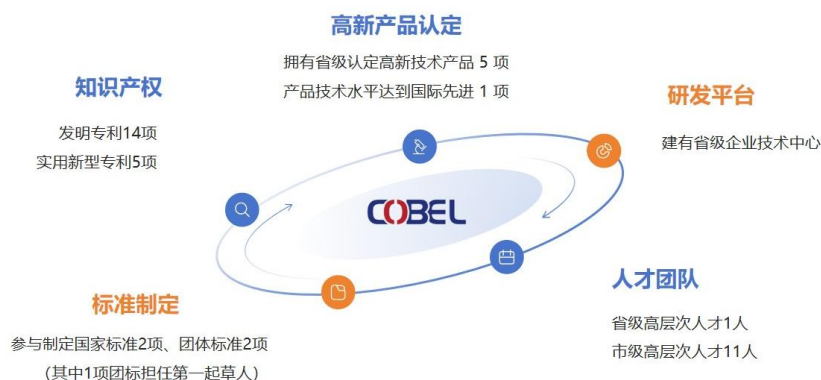 高新产品认定
拥有省级认定高新技术产品 5 项
产品技术水平达到国际先进 1 项
知识产权
发明专利14项
实用新型专利5项
研发平台
建有省级企业技术中心
COBEL
标准制定
参与制定国家标准2项、团体标准2项
（其中1项团标担任第一起草人）
人才团队
省级高层次人才1人
市级高层次人才11人